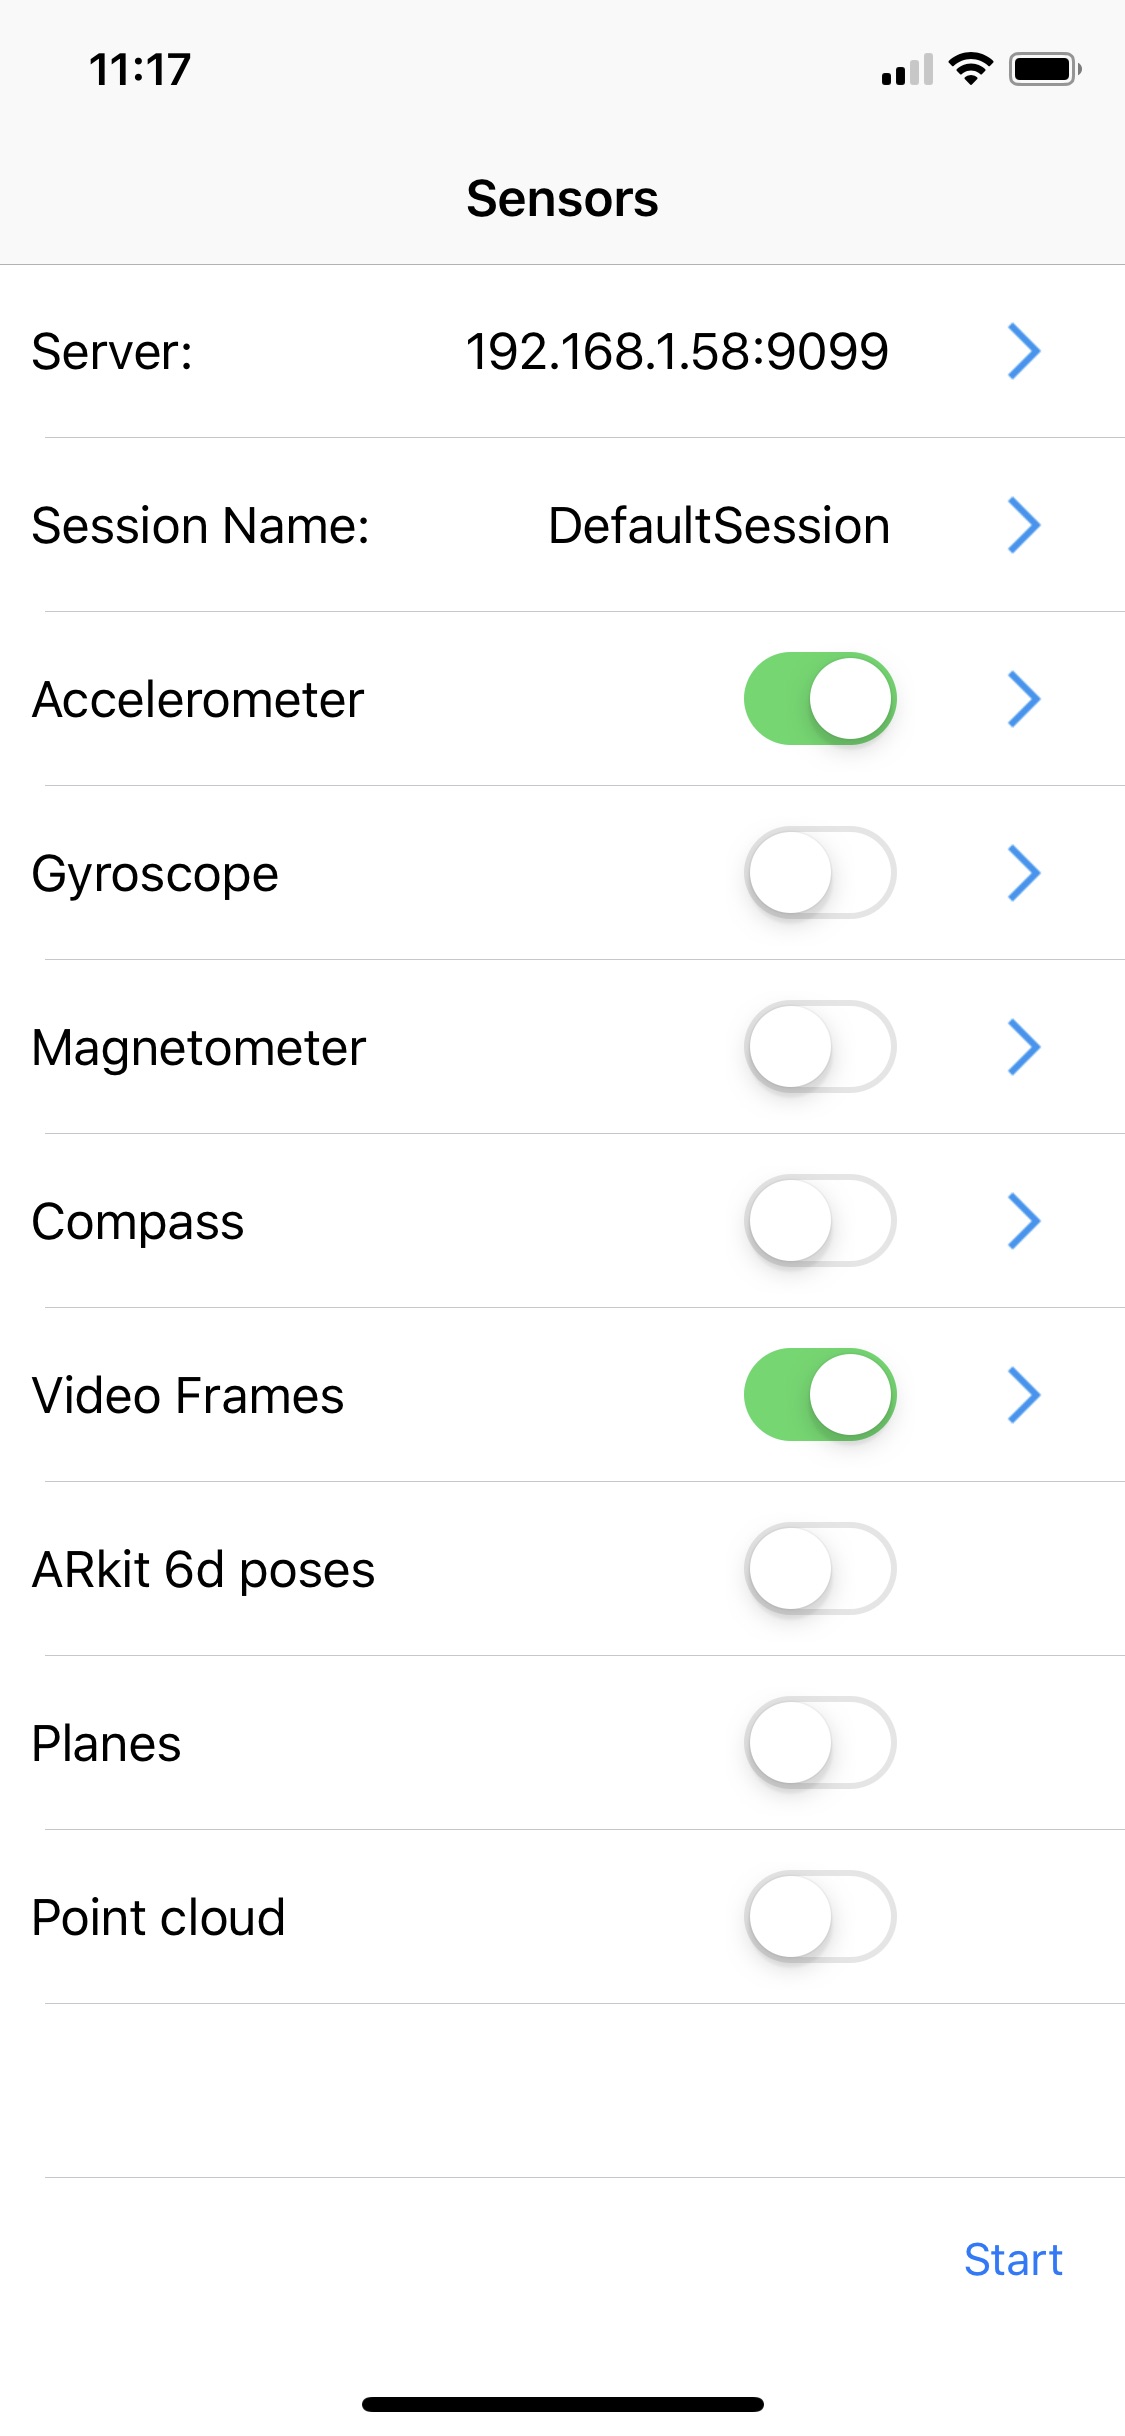 11:17
Sensors
Server: 192.168.1.58:9099
Session Name: DefaultSession
Accelerometer
Gyroscope
Magnetometer
Compass
Video Frames
ARkit 6d poses
Planes
Point cloud
Start